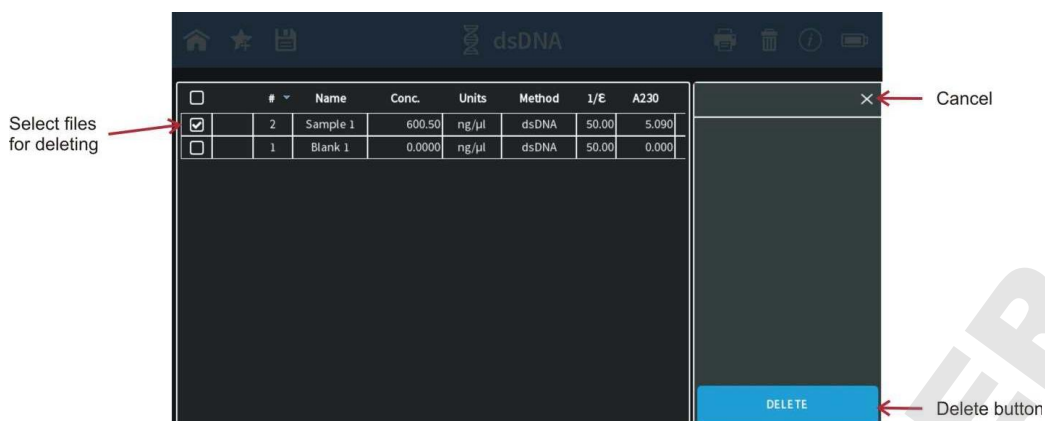 dsDNA
# Name Conc. Units Method 1/ε A230
2 Sample 1 600.50 ng/µl dsDNA 50.00 5.090
1 Blank 1 0.0000 ng/µl dsDNA 50.00 0.000
Select files
for deleting
Cancel
DELETE
Delete button